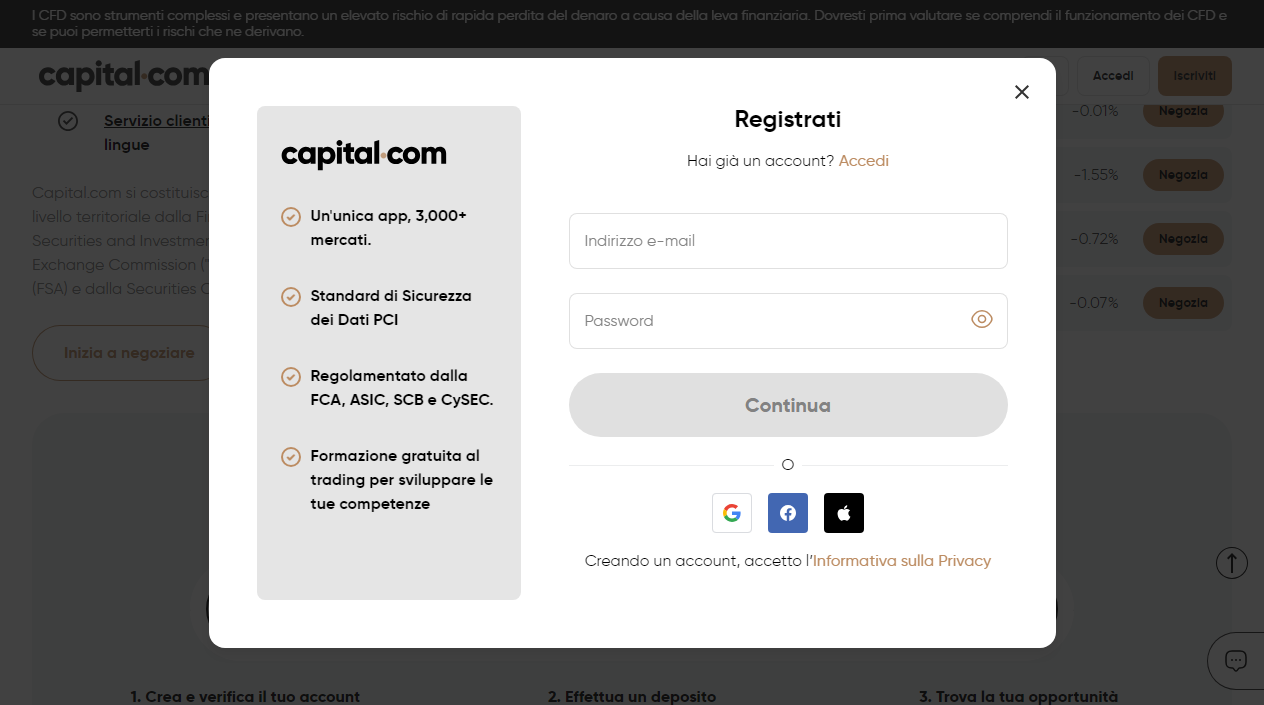 I CFD sono strumenti complessi e presentano un elevato rischio di rapida perdita del denaro a causa della leva finanziaria. Dovresti prima valutare se comprendi il funzionamento dei CFD e
se puoi permetterti i rischi che ne derivano.
capital.com
Accedi
Iscriviti
Servizio clienti
lingue
-0.01% Negozia
-1.55% Negozia
-0.72% Negozia
-0.07% Negozia
Capital.com si costituisc
livello territoriale dalla Fi
Securities and Investmen
Exchange Commission ("
(FSA) e dalla Securities C
Inizia a negoziare
capital.com
Un'unica app, 3,000+
mercati.
Standard di Sicurezza
dei Dati PCI
Regolamentato dalla
FCA, ASIC, SCB e CySEC.
Formazione gratuita al
trading per sviluppare le
tue competenze
Registrati
Hai già un account? Accedi
Indirizzo e-mail
Password
Continua
O
Creando un account, accetto l'Informativa sulla Privacy
1. Crea e verifica il tuo account
2. Effettua un deposito
3. Trova la tua opportunità